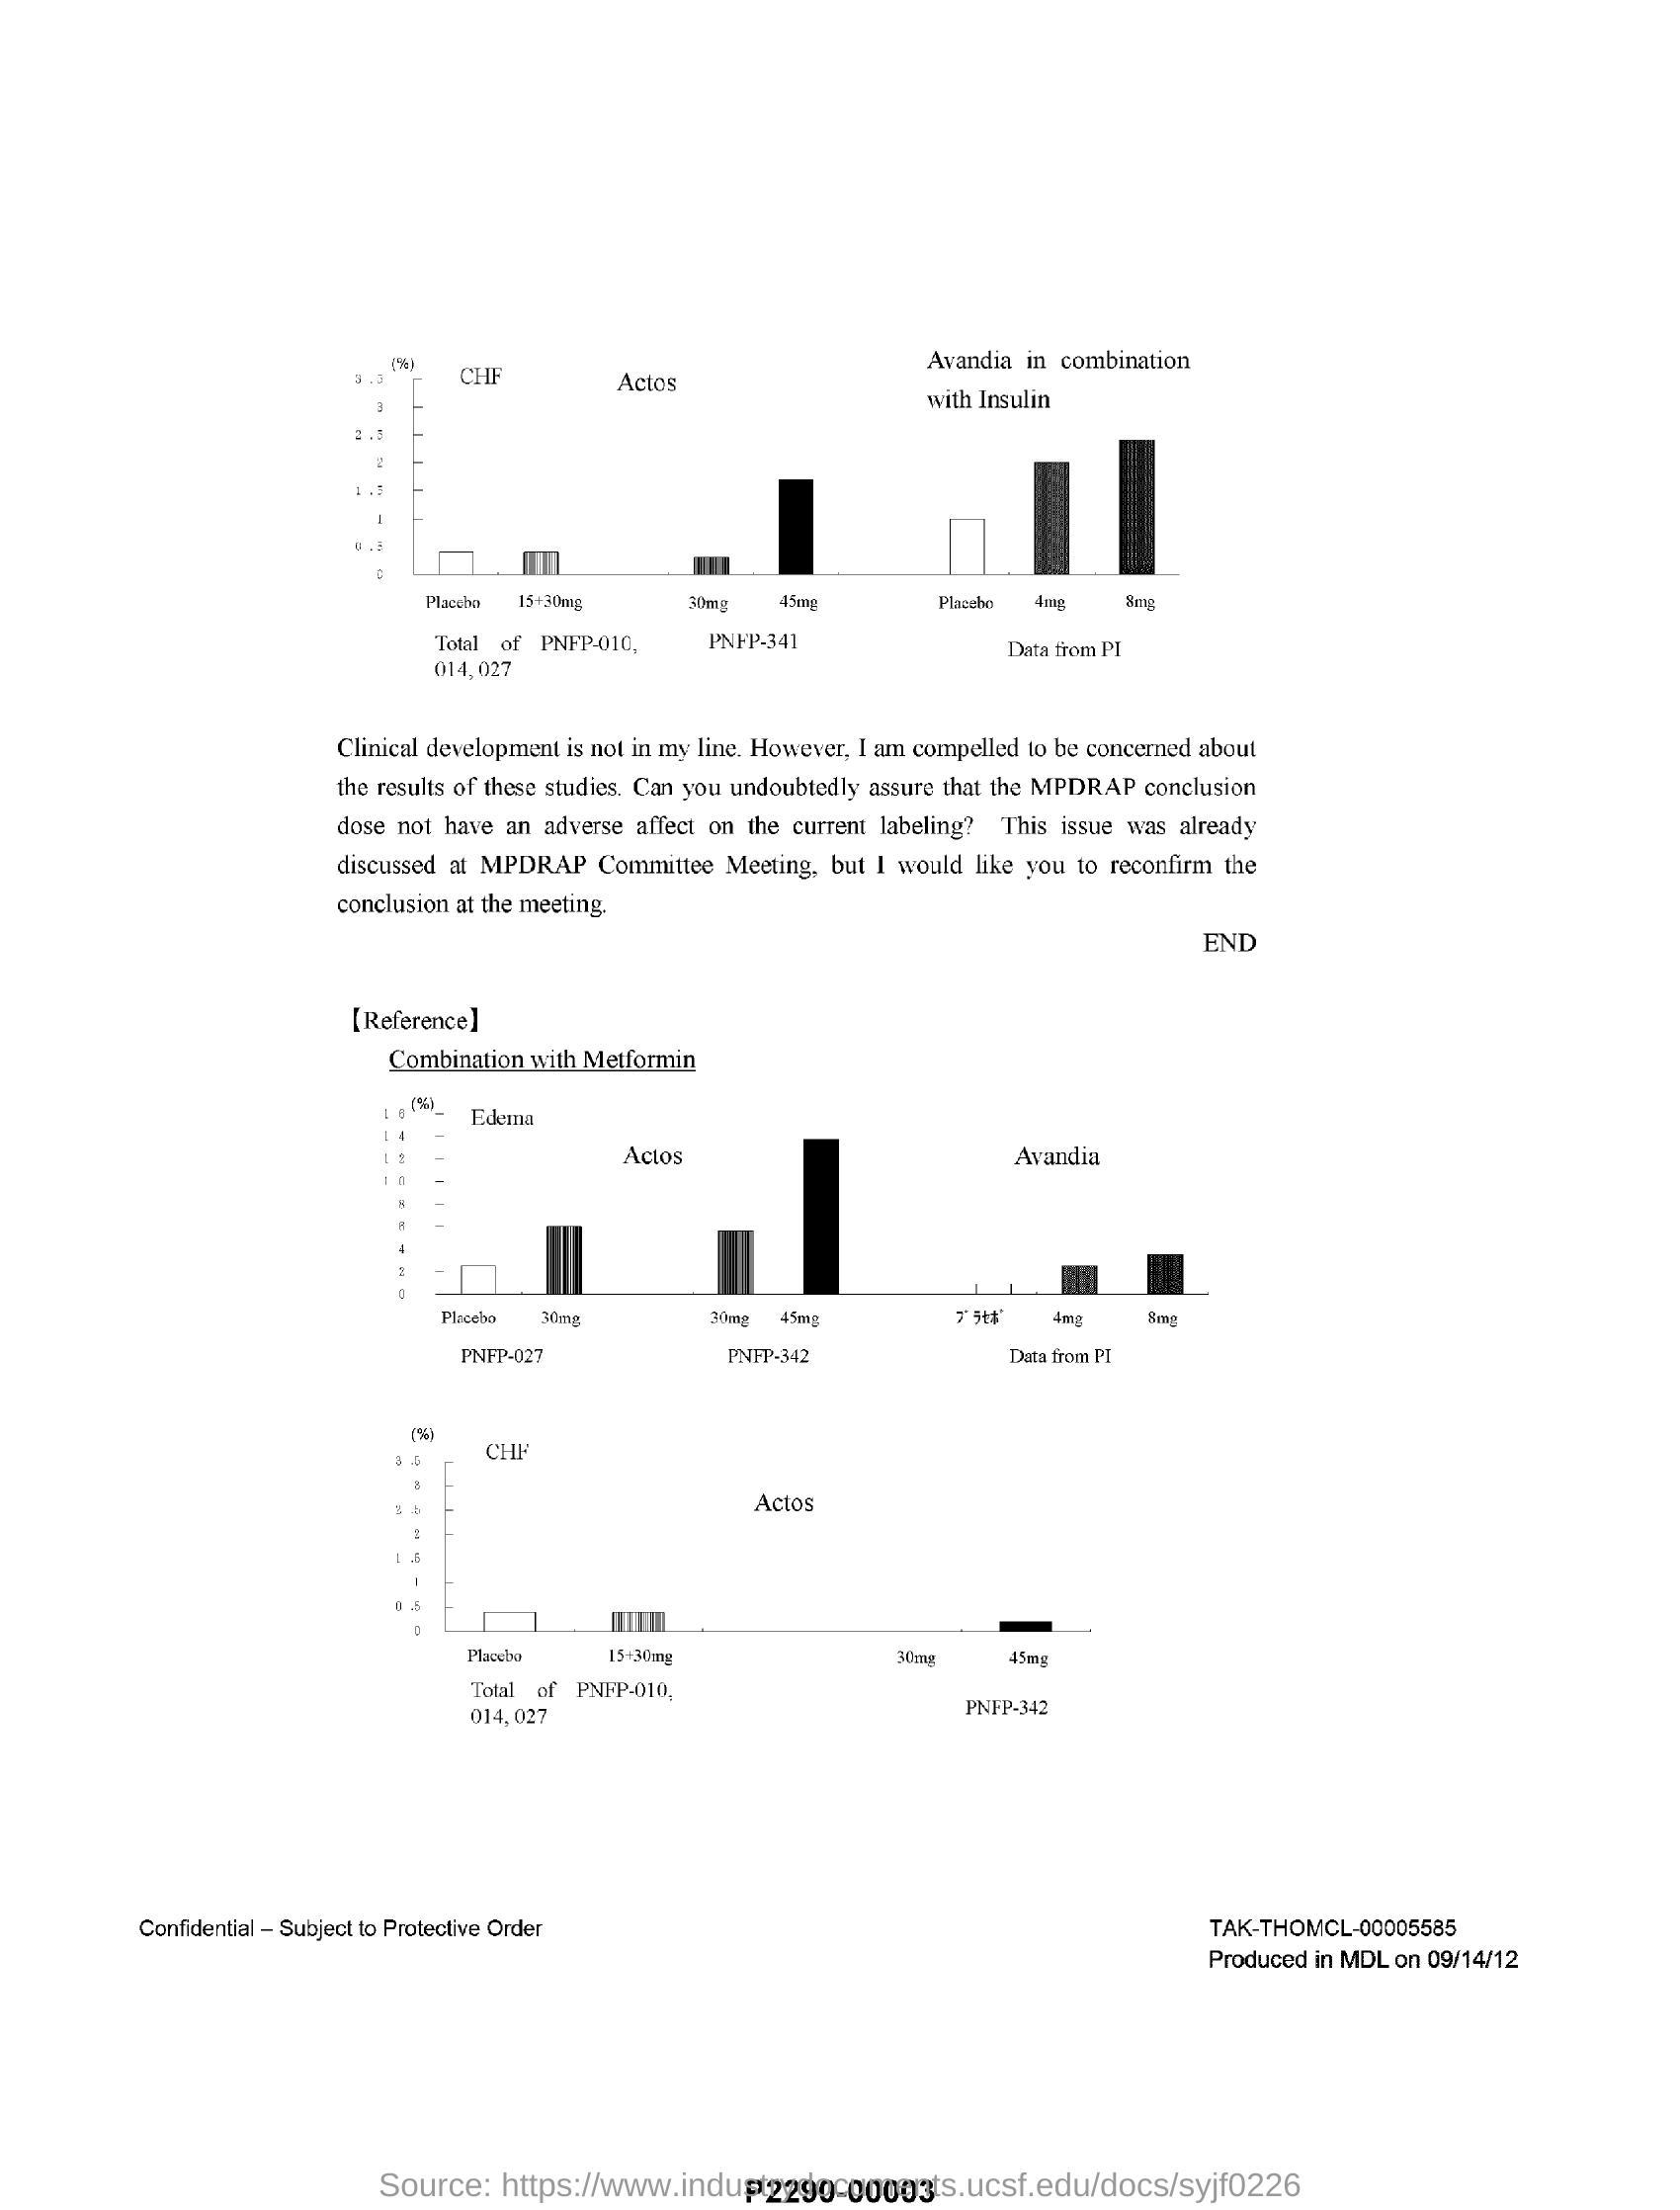 (%)
CHF
Actos
Avandia in combination
with Insulin
3.5
3
2.5
2
1.5
1
0.5
0
Placebo 15+30mg 30mg 45mg Placebo 4mg 8mg
Total of PNFP-010,
014, 027
PNFP-341
Data from PI
Clinical development is not in my line. However, I am compelled to be concerned about
the results of these studies. Can you undoubtedly assure that the MPDRAP conclusion
dose not have an adverse affect on the current labeling? This issue was already
discussed at MPDRAP Committee Meeting, but I would like you to reconfirm the
conclusion at the meeting.
END
【Reference】
Combination with Metformin
(%)
Edema
Actos
Avandia
16
14
12
10
8
6
4
2
0
Placebo 30mg 30mg 45mg ﾌﾟﾗｾﾎﾞ 4mg 8mg
PNFP-027 PNFP-342 Data from PI
(%)
CHF
Actos
3.5
3
2.5
2
1.5
1
0.5
0
Placebo 15+30mg 30mg 45mg
Total of PNFP-010,
014, 027
PNFP-342
Confidential – Subject to Protective Order
TAK-THOMCL-00005585
Produced in MDL on 09/14/12
Source: https://www.industrydocuments.ucsf.edu/docs/syjf0226
P2290-00003